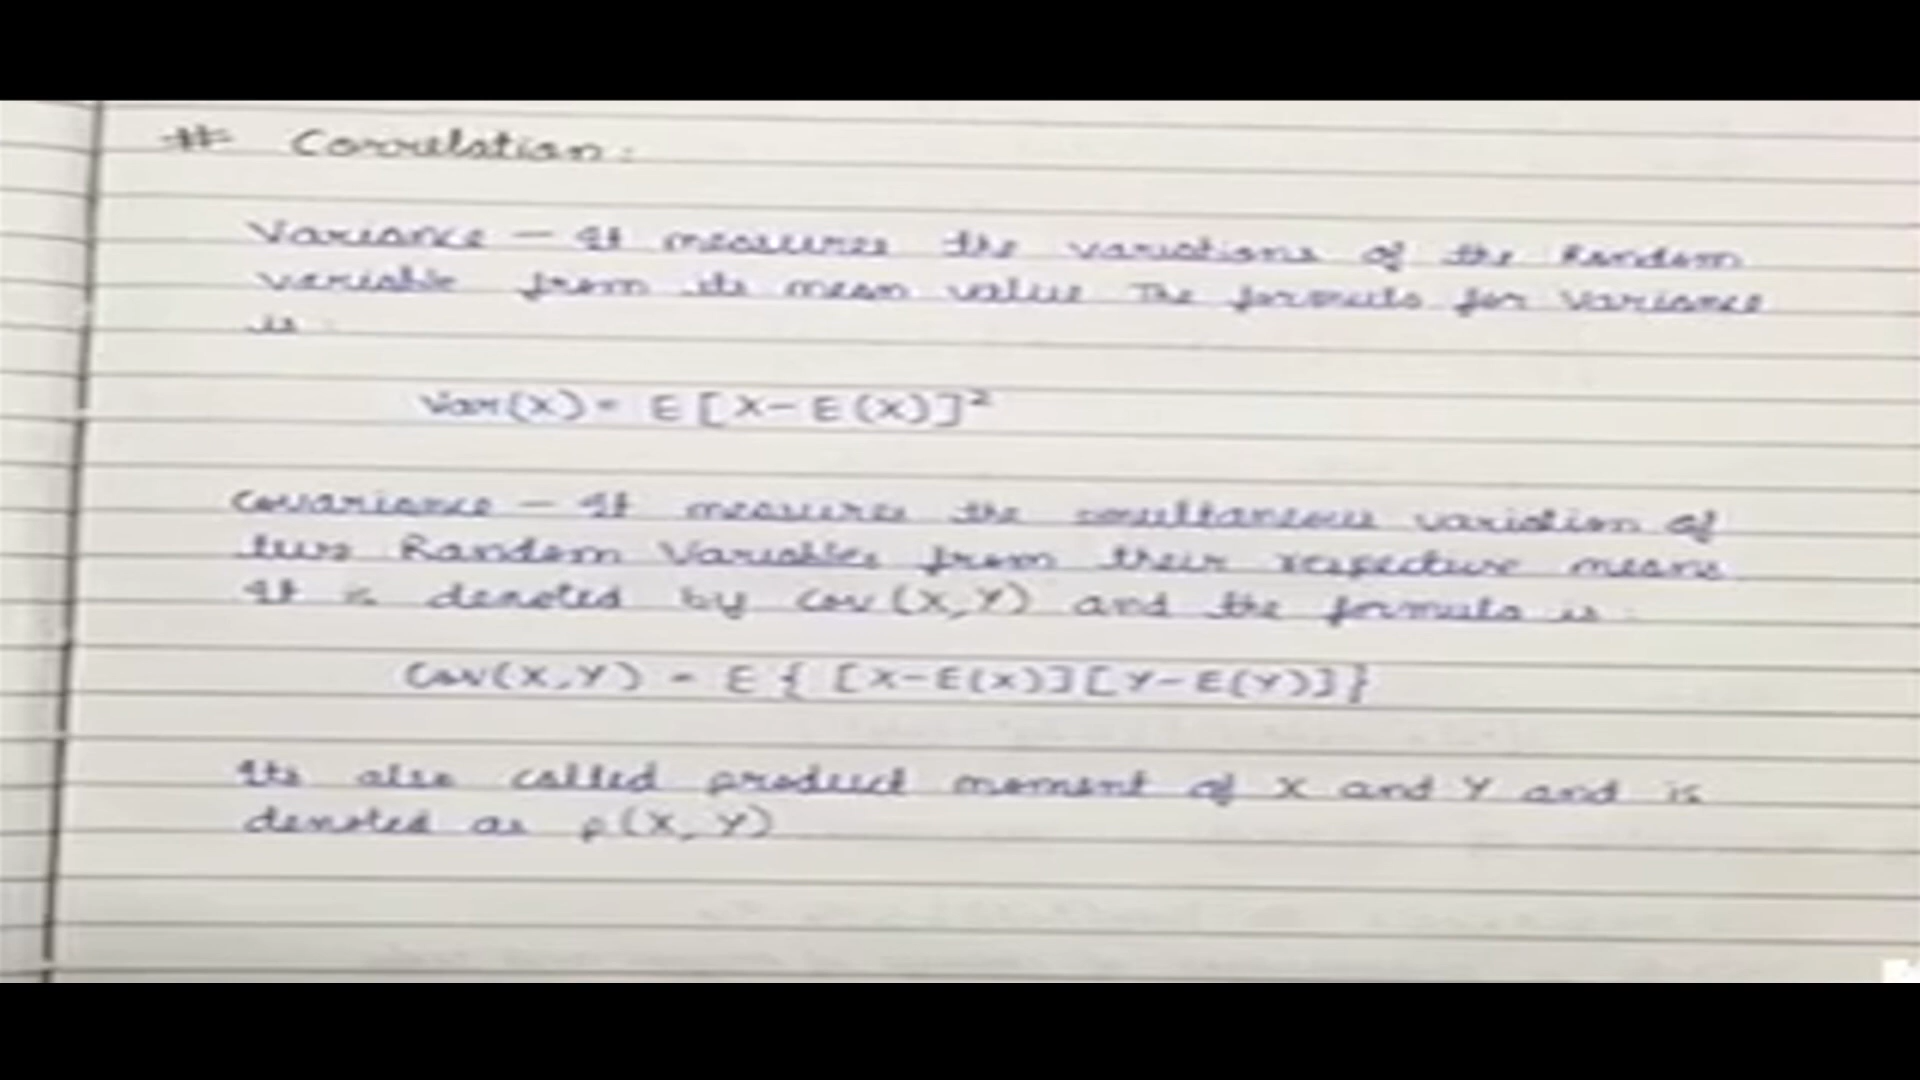 # Correlation:
Variance - It measures the variations of the Random
variable from its mean value The formula for variance
is
Var(X) = E[X-E(X)]²
Covariance - It measures the simultaneous variation of
two Random Variables from their respective means
It is denoted by Cov(X,Y) and the formula is:
Cov(X,Y) = E{[X-E(X)][Y-E(Y)]}
Its also called product moment of X and Y and is
denoted as ρ(X,Y)